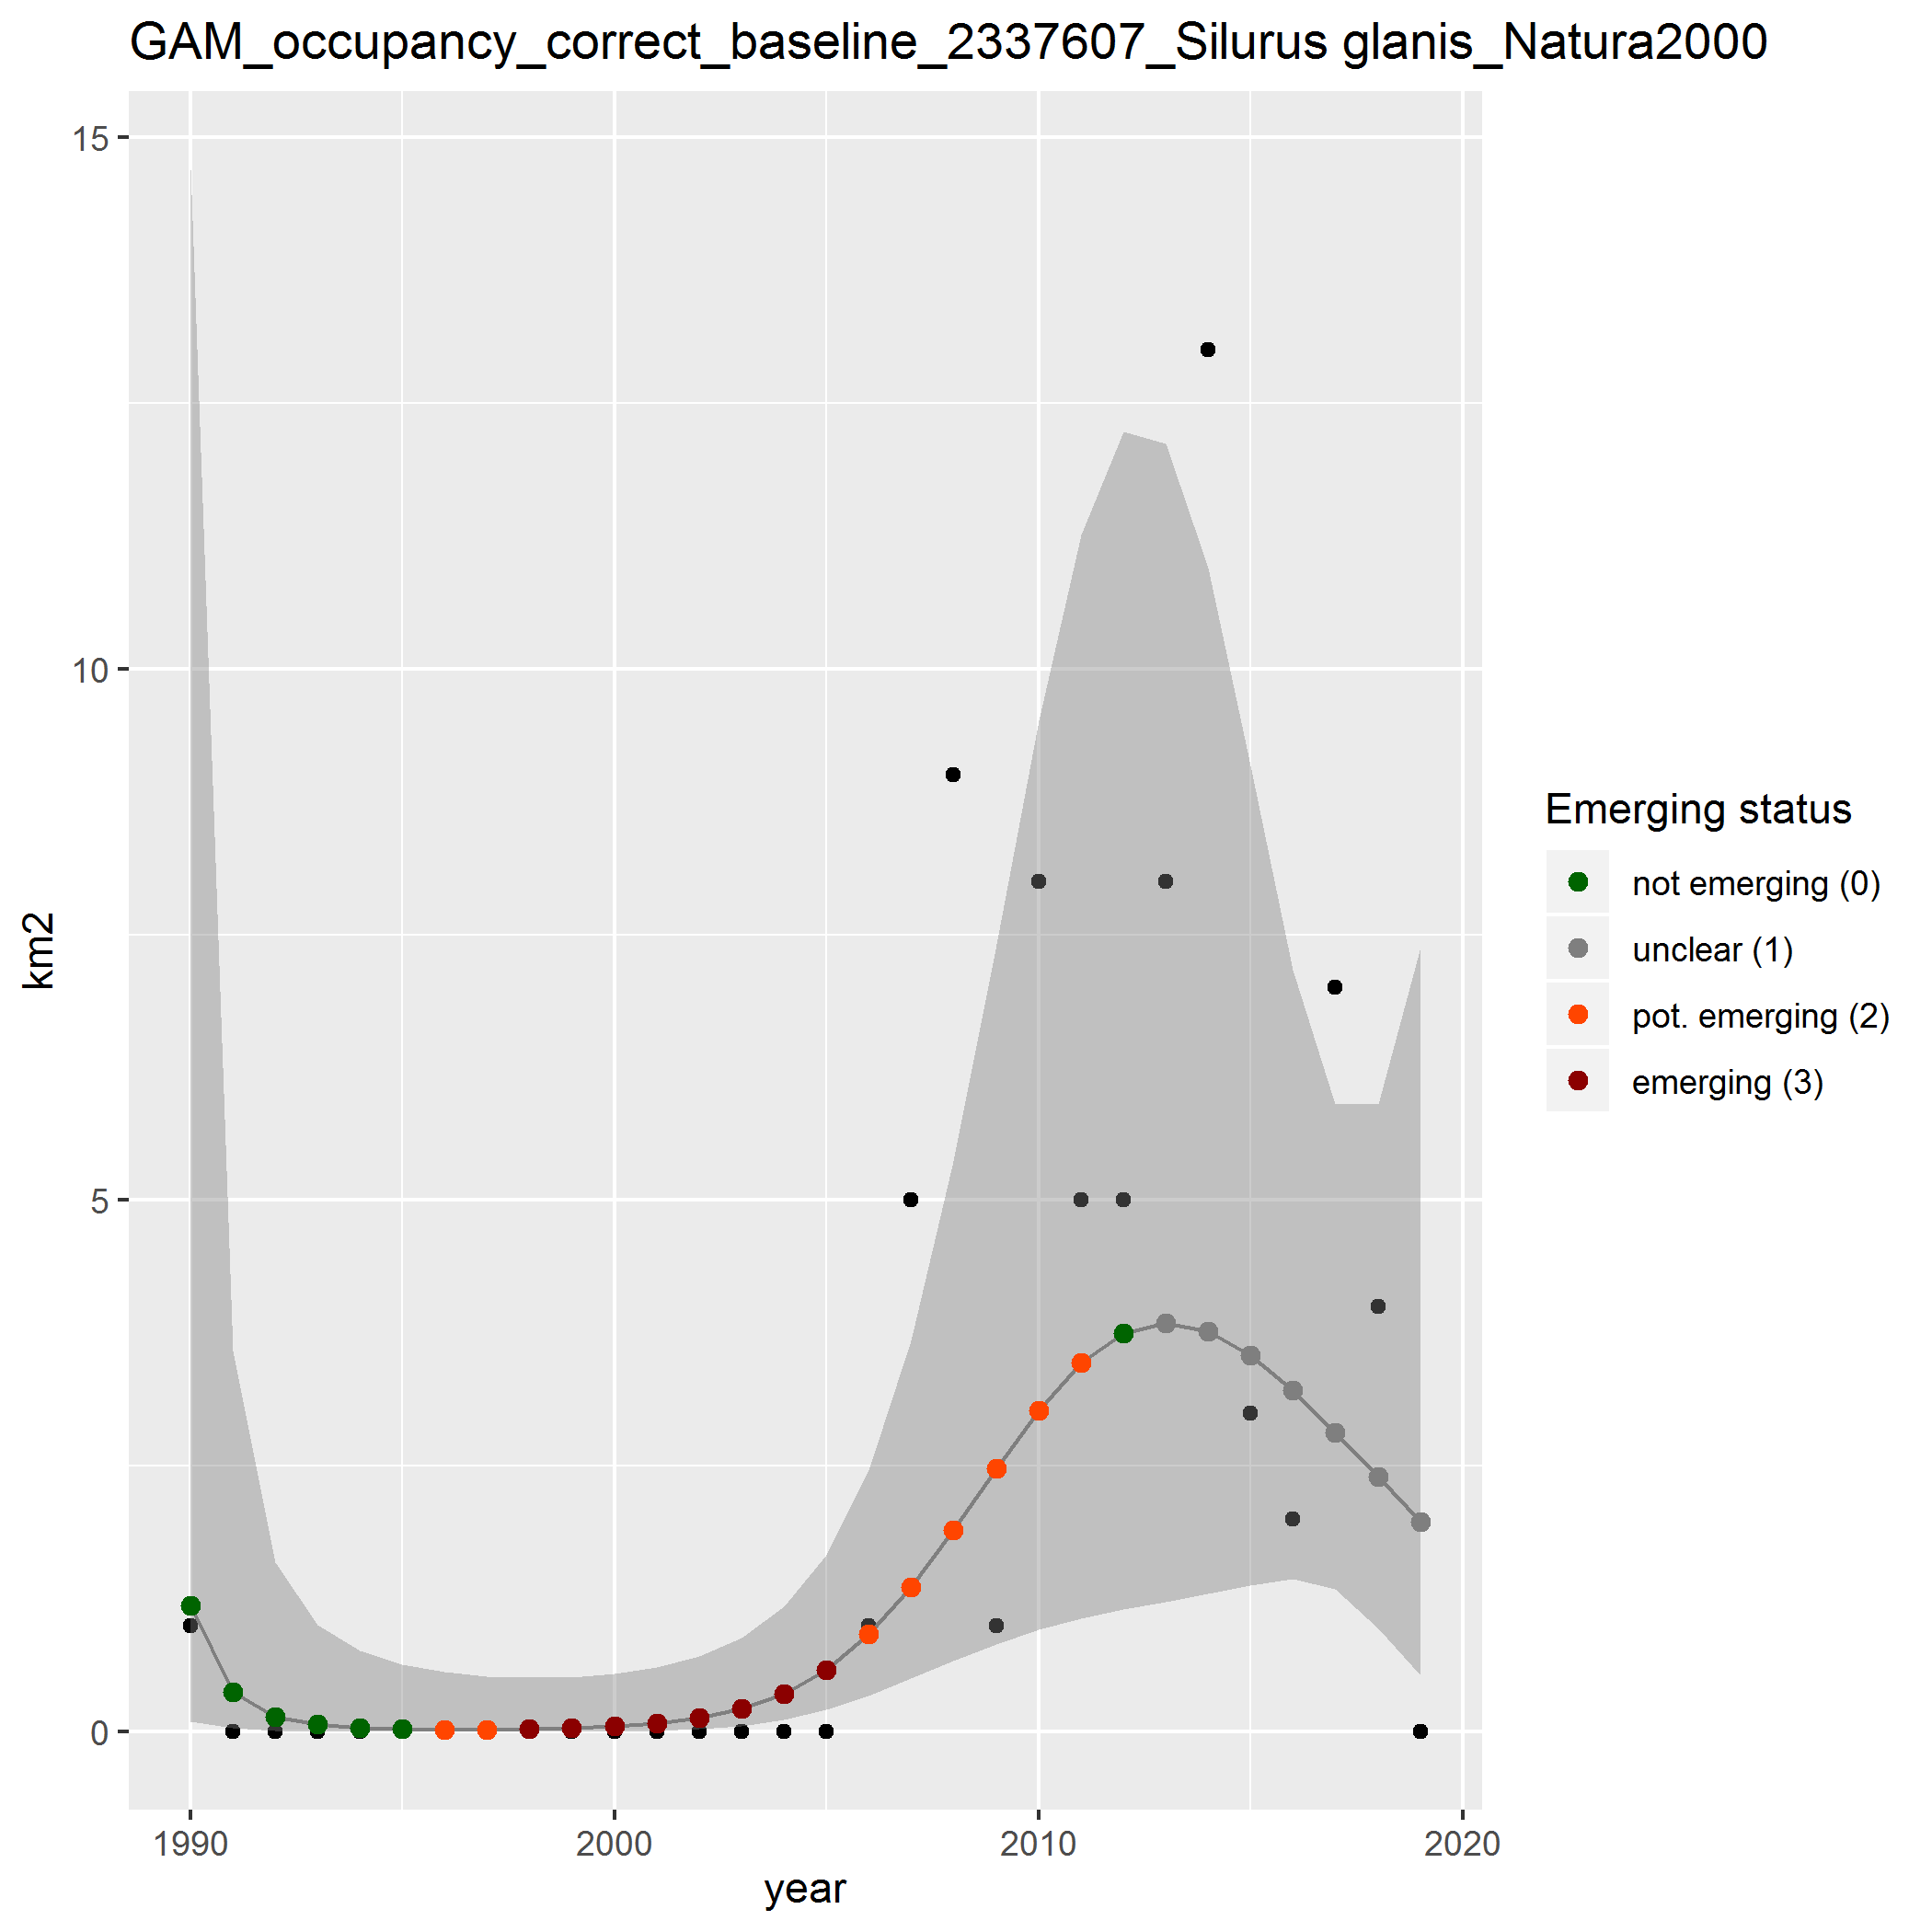 GAM_occupancy_correct_baseline_2337607_Silurus glanis_Natura2000
15
10
5
0
km2
1990 2000 2010 2020
year
Emerging status
not emerging (0)
unclear (1)
pot. emerging (2)
emerging (3)